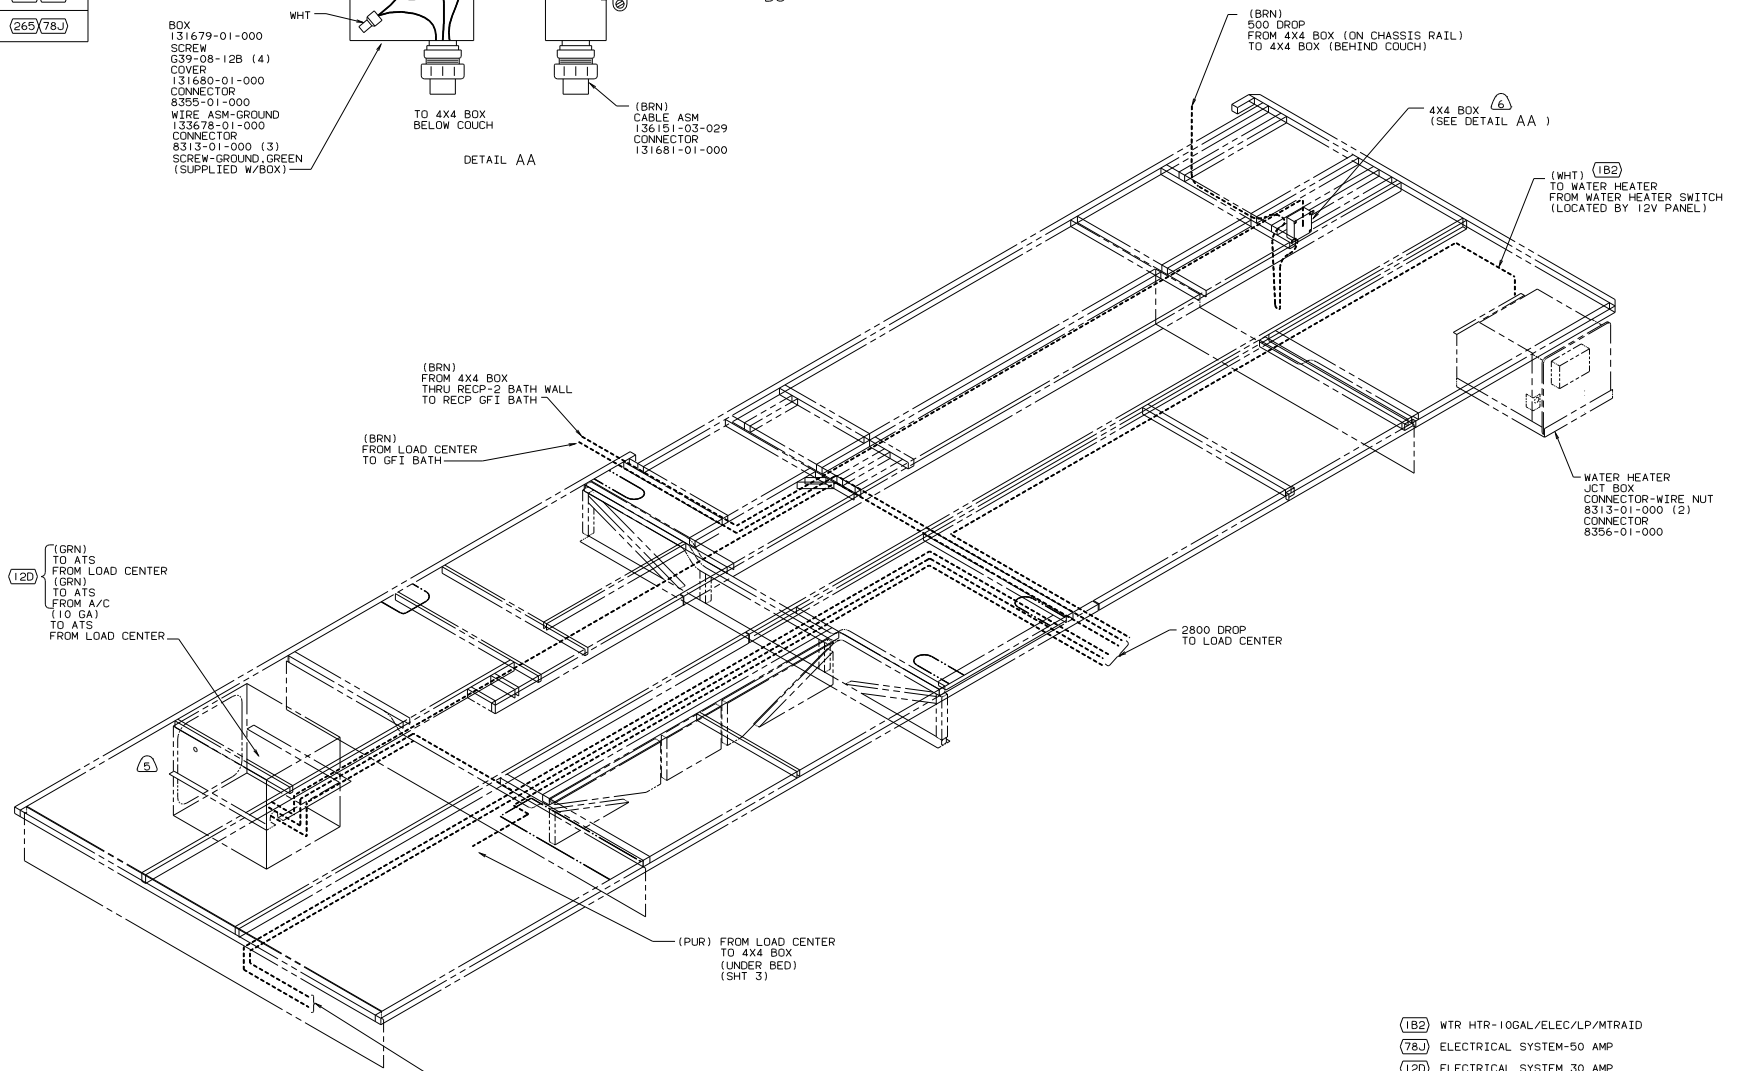 265 78J
WHT
BOX
131679-01-000
SCREW
G39-08-12B (4)
COVER
131680-01-000
CONNECTOR
8355-01-000
WIRE ASM-GROUND
133678-01-000
CONNECTOR
8313-01-000 (3)
SCREW-GROUND,GREEN
(SUPPLIED W/BOX)
TO 4X4 BOX
BELOW COUCH
DETAIL AA
(BRN)
CABLE ASM
136151-03-029
CONNECTOR
131681-01-000
(BRN)
500 DROP
FROM 4X4 BOX (ON CHASSIS RAIL)
TO 4X4 BOX (BEHIND COUCH)
4X4 BOX 6
(SEE DETAIL AA )
(WHT) 1B2
TO WATER HEATER
FROM WATER HEATER SWITCH
(LOCATED BY 12V PANEL)
(BRN)
FROM 4X4 BOX
THRU RECP-2 BATH WALL
TO RECP GFI BATH
(BRN)
FROM LOAD CENTER
TO GFI BATH
WATER HEATER
JCT BOX
CONNECTOR-WIRE NUT
8313-01-000 (2)
CONNECTOR
8356-01-000
12D
(GRN)
TO ATS
FROM LOAD CENTER
(GRN)
TO ATS
FROM A/C
(10 GA)
TO ATS
FROM LOAD CENTER
2800 DROP
TO LOAD CENTER
5
(PUR) FROM LOAD CENTER
TO 4X4 BOX
(UNDER BED)
(SHT 3)
1B2 WTR HTR-10GAL/ELEC/LP/MTRAID
78J ELECTRICAL SYSTEM-50 AMP
12D ELECTRICAL SYSTEM 30 AMP